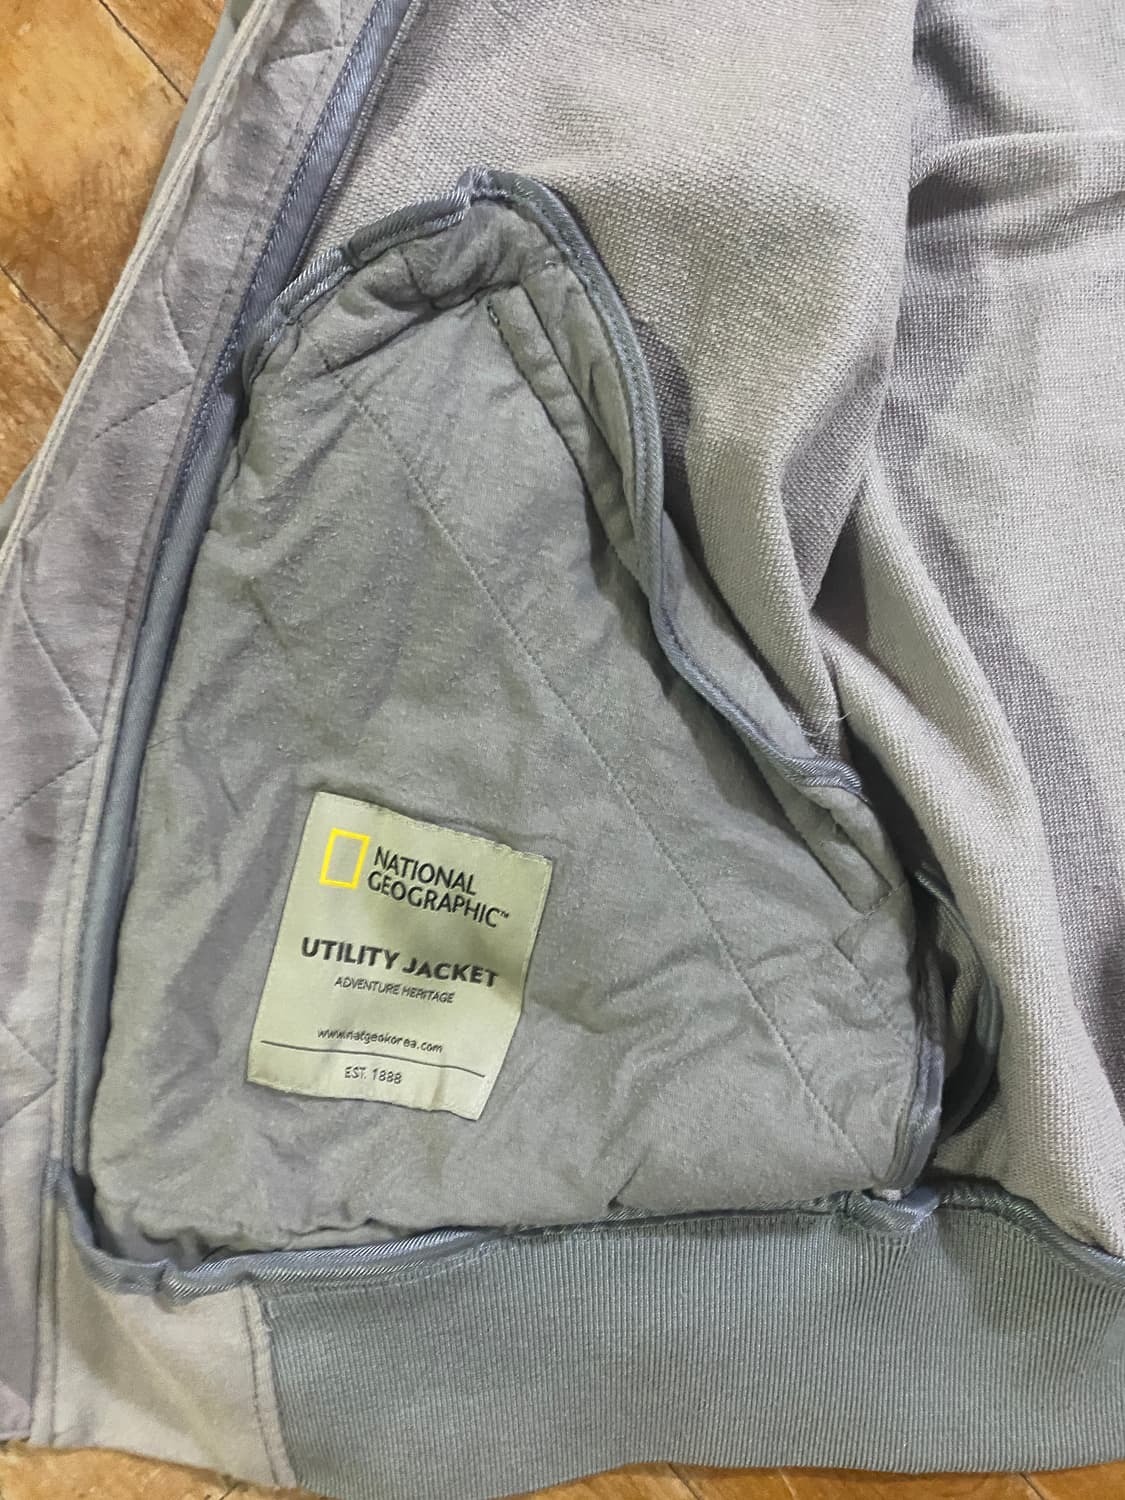 NATIONAL
GEOGRAPHIC™
UTILITY JACKET
ADVENTURE HERITAGE
www.natgeokorea.com
EST. 1888